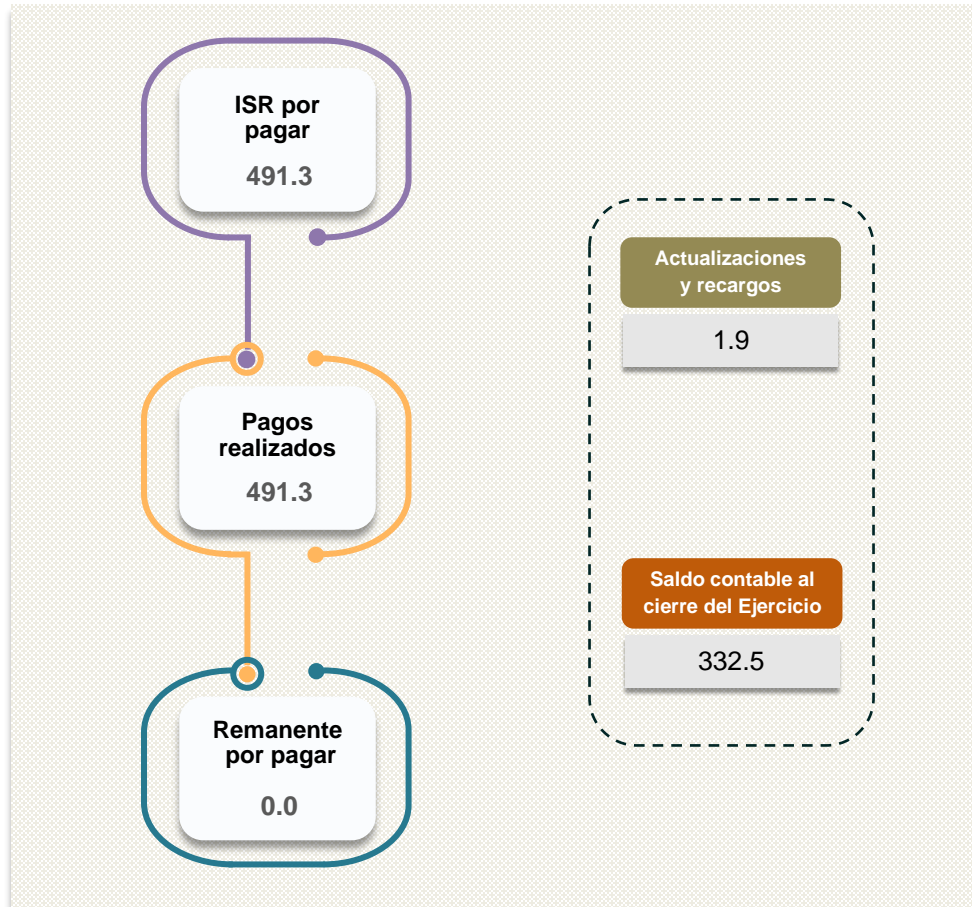 ISR por
pagar
491.3
Pagos
realizados
491.3
Remanente
por pagar
0.0
Actualizaciones
y recargos
1.9
Saldo contable al
cierre del Ejercicio
332.5